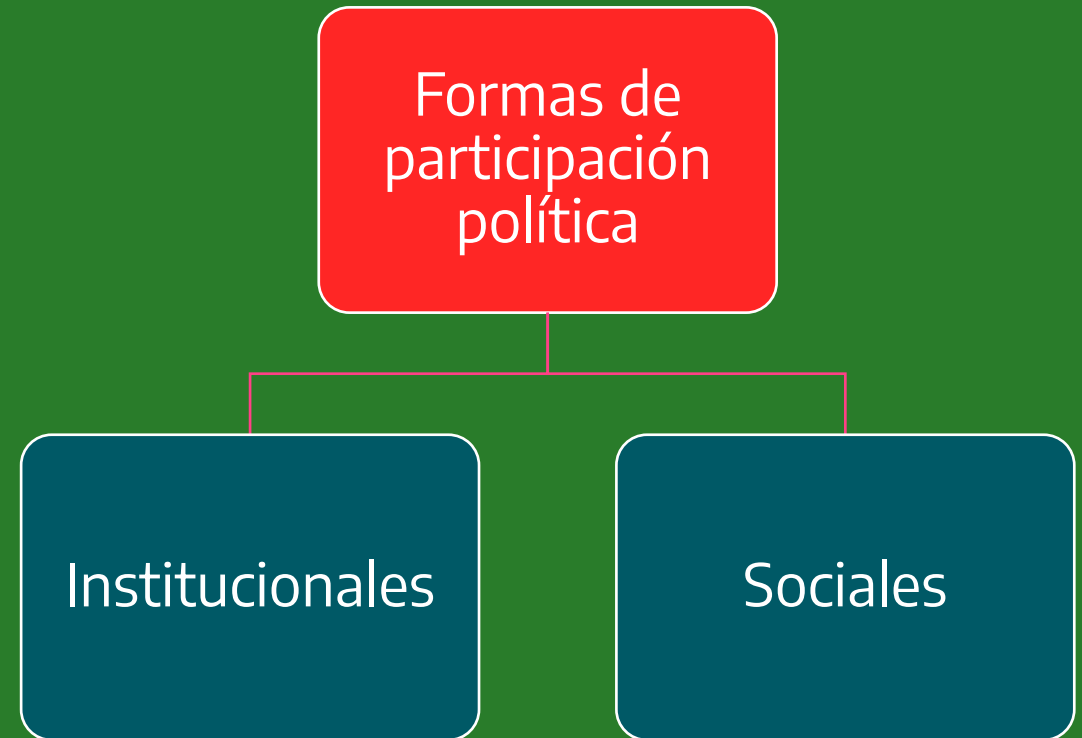 Formas de
participación
política
Institucionales
Sociales